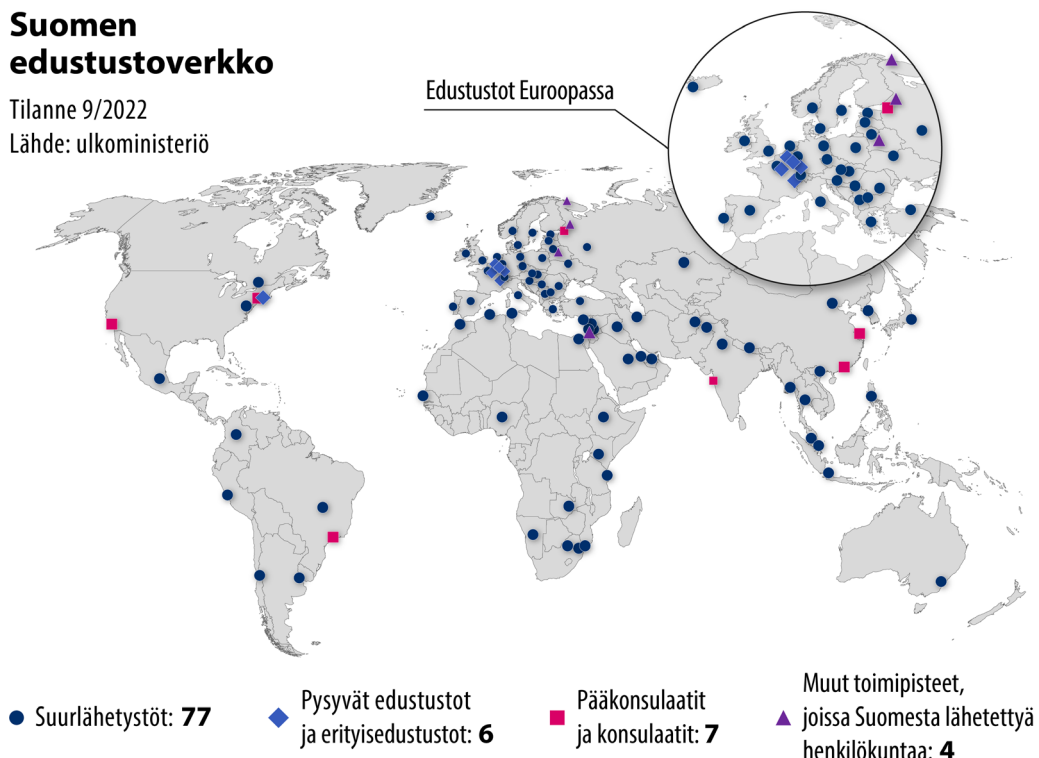 Suomen
edustustoverkko
Tilanne 9/2022
Lähde: ulkoministeriö
Edustustot Euroopassa
Suurlähetystöt: 77
Pysyvät edustustot
ja erityisedustustot: 6
Pääkonsulaatit
ja konsulaatit: 7
Muut toimipisteet,
joissa Suomesta lähetettyä
henkilökuntaa: 4